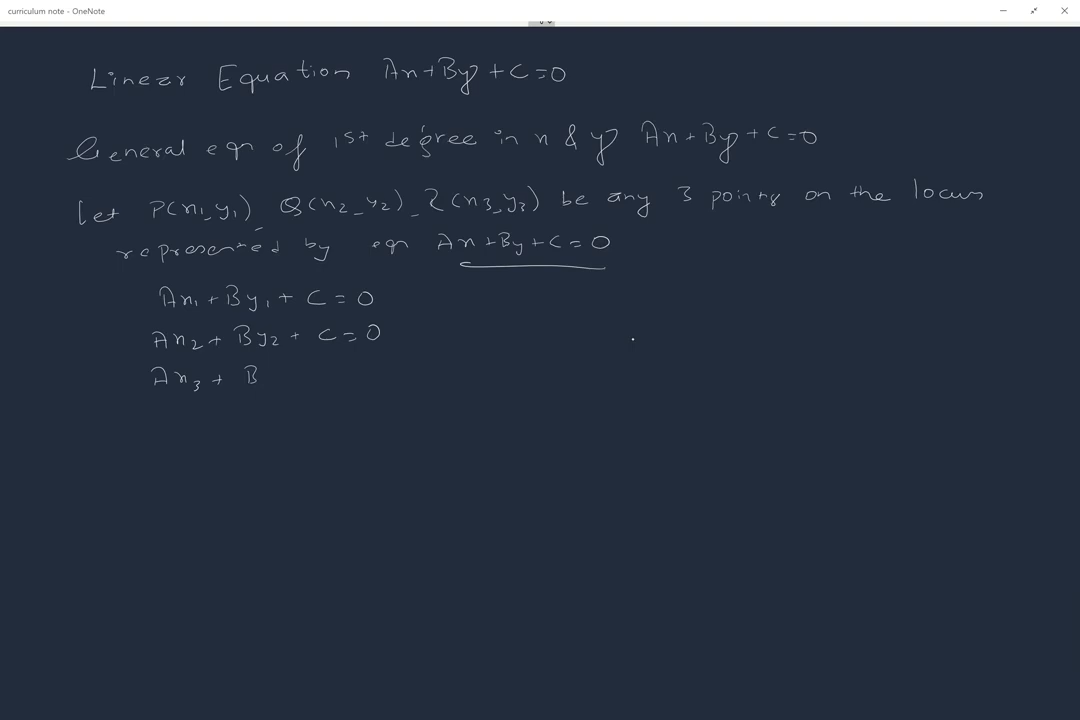 curriculum note - OneNote
Linear Equation Ax+By+C=0
General eqn of 1st degree in x & y Ax+By+C=0
Let P(x₁,y₁) Q(x₂,y₂), R(x₃,y₃) be any 3 points on the locus
represented by eqn Ax+By+C=0
Ax₁+By₁+C=0
Ax₂+By₂+C=0
Ax₃+B